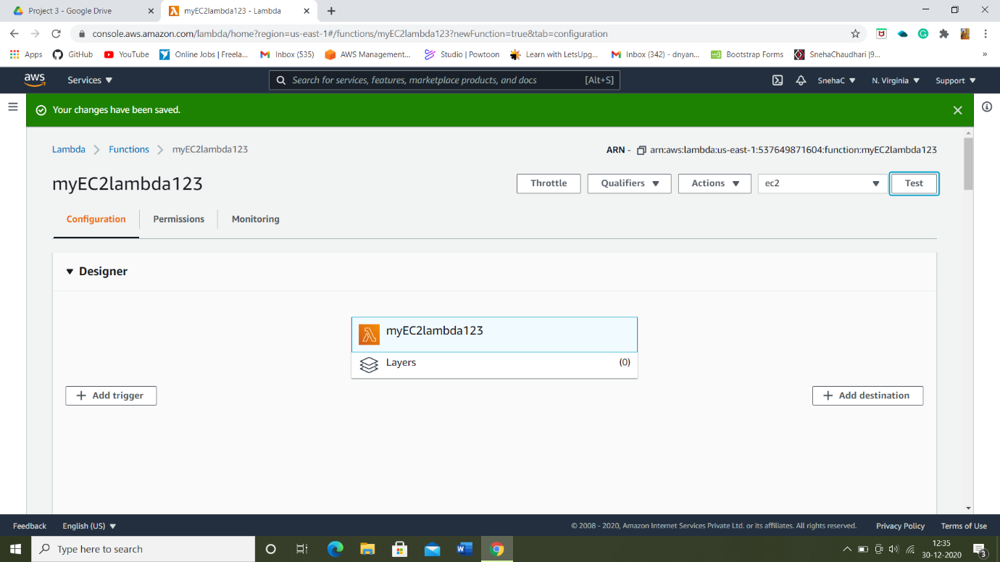 Project 3 - Google Drive
myEC2lambda123 - Lambda
console.aws.amazon.com/lambda/home?region=us-east-1#/functions/myEC2lambda123?newFunction=true&tab=configuration
Apps GitHub YouTube Online Jobs | Freela... Inbox (535) AWS Management... Studio | Powtoon Learn with LetsUpg... Inbox (342) - dnyan... Bootstrap Forms SnehaChaudhari |9... »
aws Services Search for services, features, marketplace products, and docs [Alt+S] SnehaC N. Virginia Support
Your changes have been saved.
Lambda Functions myEC2lambda123 ARN - arn:aws:lambda:us-east-1:537649871604:function:myEC2lambda123
myEC2lambda123 Throttle Qualifiers Actions ec2 Test
Configuration Permissions Monitoring
Designer
myEC2lambda123
Layers (0)
+ Add trigger + Add destination
Feedback English (US) © 2008 - 2020, Amazon Internet Services Private Ltd. or its affiliates. All rights reserved. Privacy Policy Terms of Use
Type here to search 12:35
30-12-2020 3